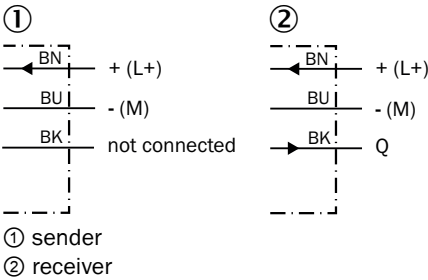 ① ②
BN + (L+) BN + (L+)
BU - (M) BU - (M)
BK not connected BK Q
① sender
② receiver